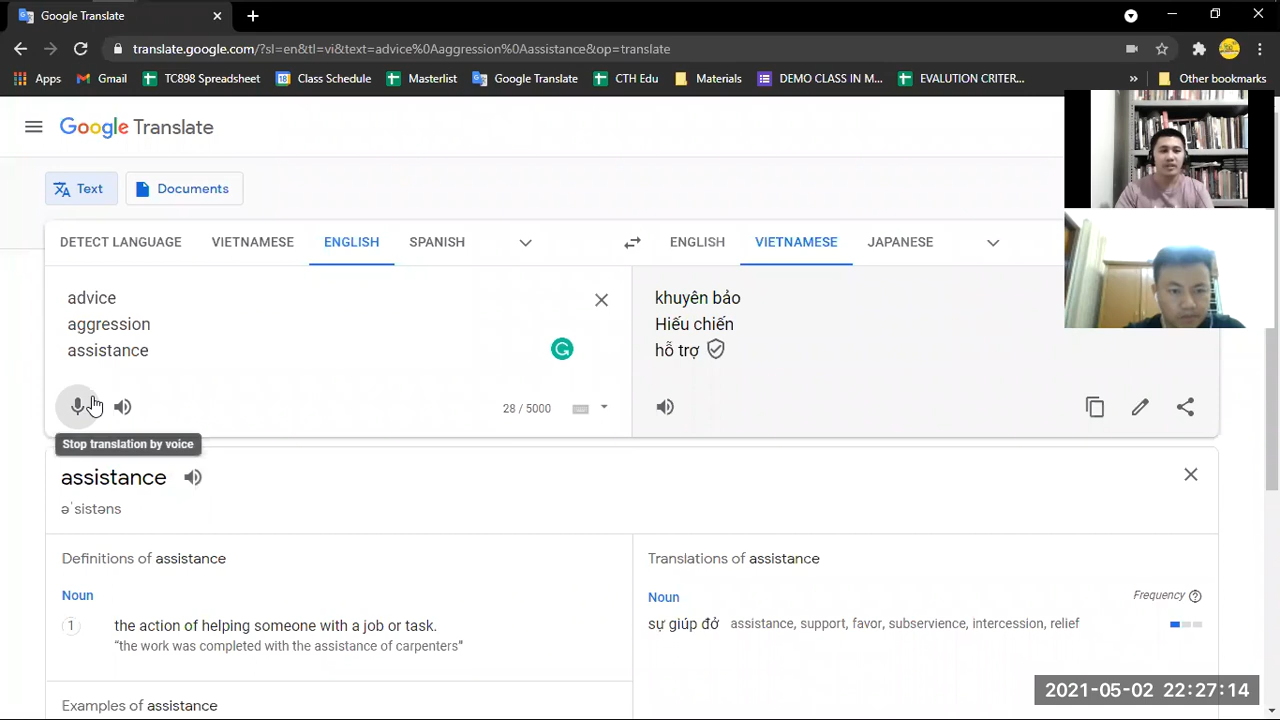 Google Translate
translate.google.com/?sl=en&tl=vi&text=advice%0Aaggression%0Aassistance&op=translate
Apps Gmail TC898 Spreadsheet Class Schedule Masterlist Google Translate CTH Edu Materials DEMO CLASS IN M... EVALUTION CRITER... » Other bookmarks
Google Translate
Text Documents
DETECT LANGUAGE VIETNAMESE ENGLISH SPANISH ENGLISH VIETNAMESE JAPANESE
advice
aggression
assistance
28 / 5000
khuyên bảo
Hiếu chiến
hỗ trợ
Stop translation by voice
assistance
əˈsistəns
Definitions of assistance
Noun
1 the action of helping someone with a job or task.
"the work was completed with the assistance of carpenters"
Examples of assistance
Translations of assistance
Noun Frequency
sự giúp đở assistance, support, favor, subservience, intercession, relief
2021-05-02 22:27:14